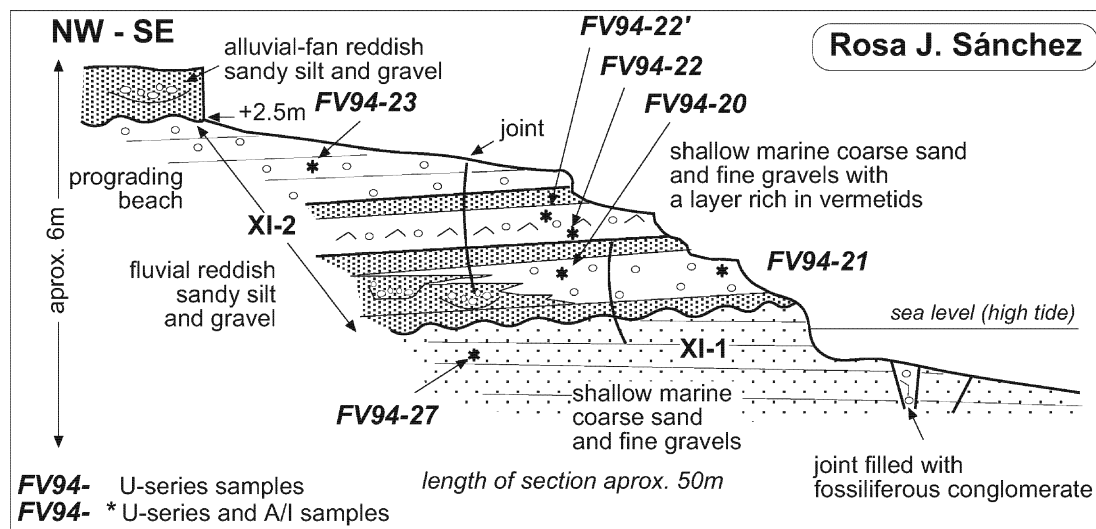 NW - SE
Rosa J. Sánchez
alluvial-fan reddish
sandy silt and gravel
FV94-22'
FV94-22
FV94-20
FV94-23
+2.5m
joint
prograding
beach
XI-2
shallow marine coarse sand
and fine gravels with
a layer rich in vermetids
aprox. 6m
fluvial reddish
sandy silt
and gravel
FV94-21
sea level (high tide)
XI-1
FV94-27
shallow marine
coarse sand
and fine gravels
joint filled with
fossiliferous conglomerate
length of section aprox. 50m
FV94- U-series samples
FV94- * U-series and A/I samples